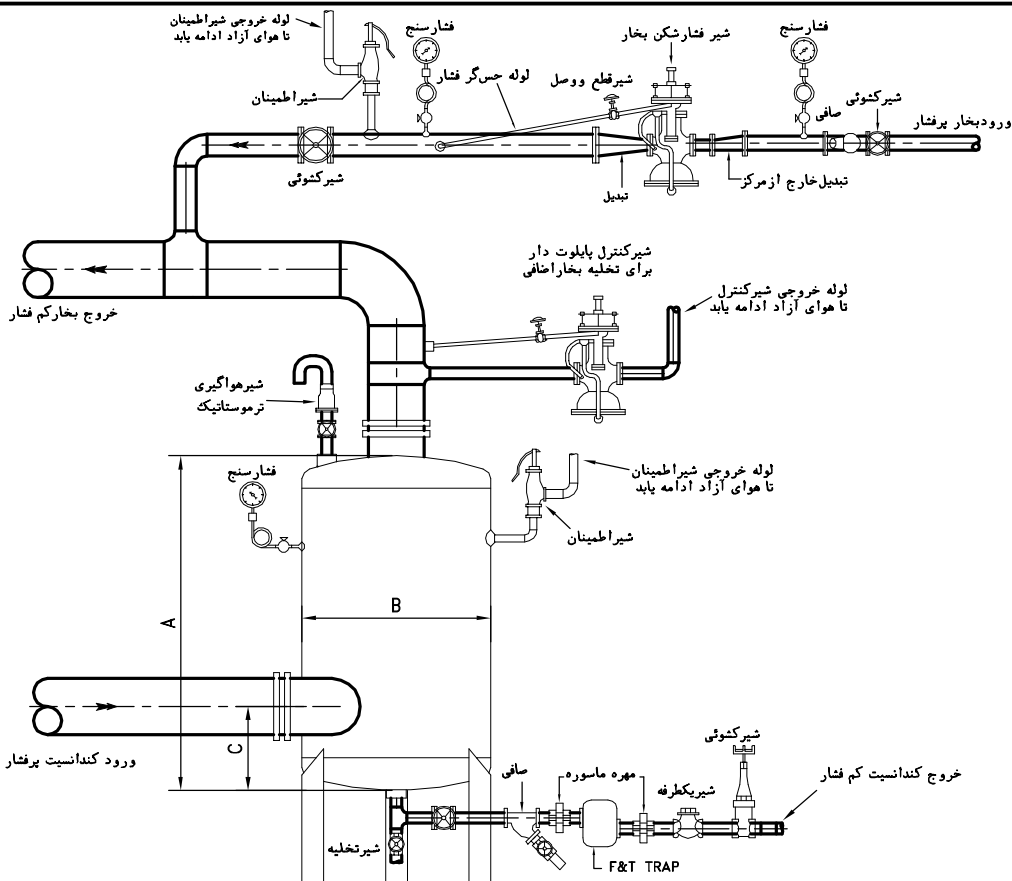 لوله خروجی شیراطمینان
تا هوای آزاد ادامه یابد
فشارسنج
شیر فشارشکن بخار
فشارسنج
لوله حس‌گر فشار
شیرقطع ووصل
شیراطمینان
صافی
شیرکشوئی
ورودبخار پرفشار
شیرکشوئی
تبدیل
تبدیل خارج ازمرکز
شیرکنترل پایلوت دار
برای تخلیه بخاراضافی
لوله خروجی شیرکنترل
تا هوای آزاد ادامه یابد
خروج بخارکم فشار
شیرهواگیری
ترموستاتیک
فشارسنج
لوله خروجی شیراطمینان
تا هوای آزاد ادامه یابد
شیراطمینان
A
B
C
ورود کندانسیت پرفشار
شیرکشوئی
صافی
مهره ماسوره
شیریکطرفه
خروج کندانسیت کم فشار
شیرتخلیه
F&T TRAP